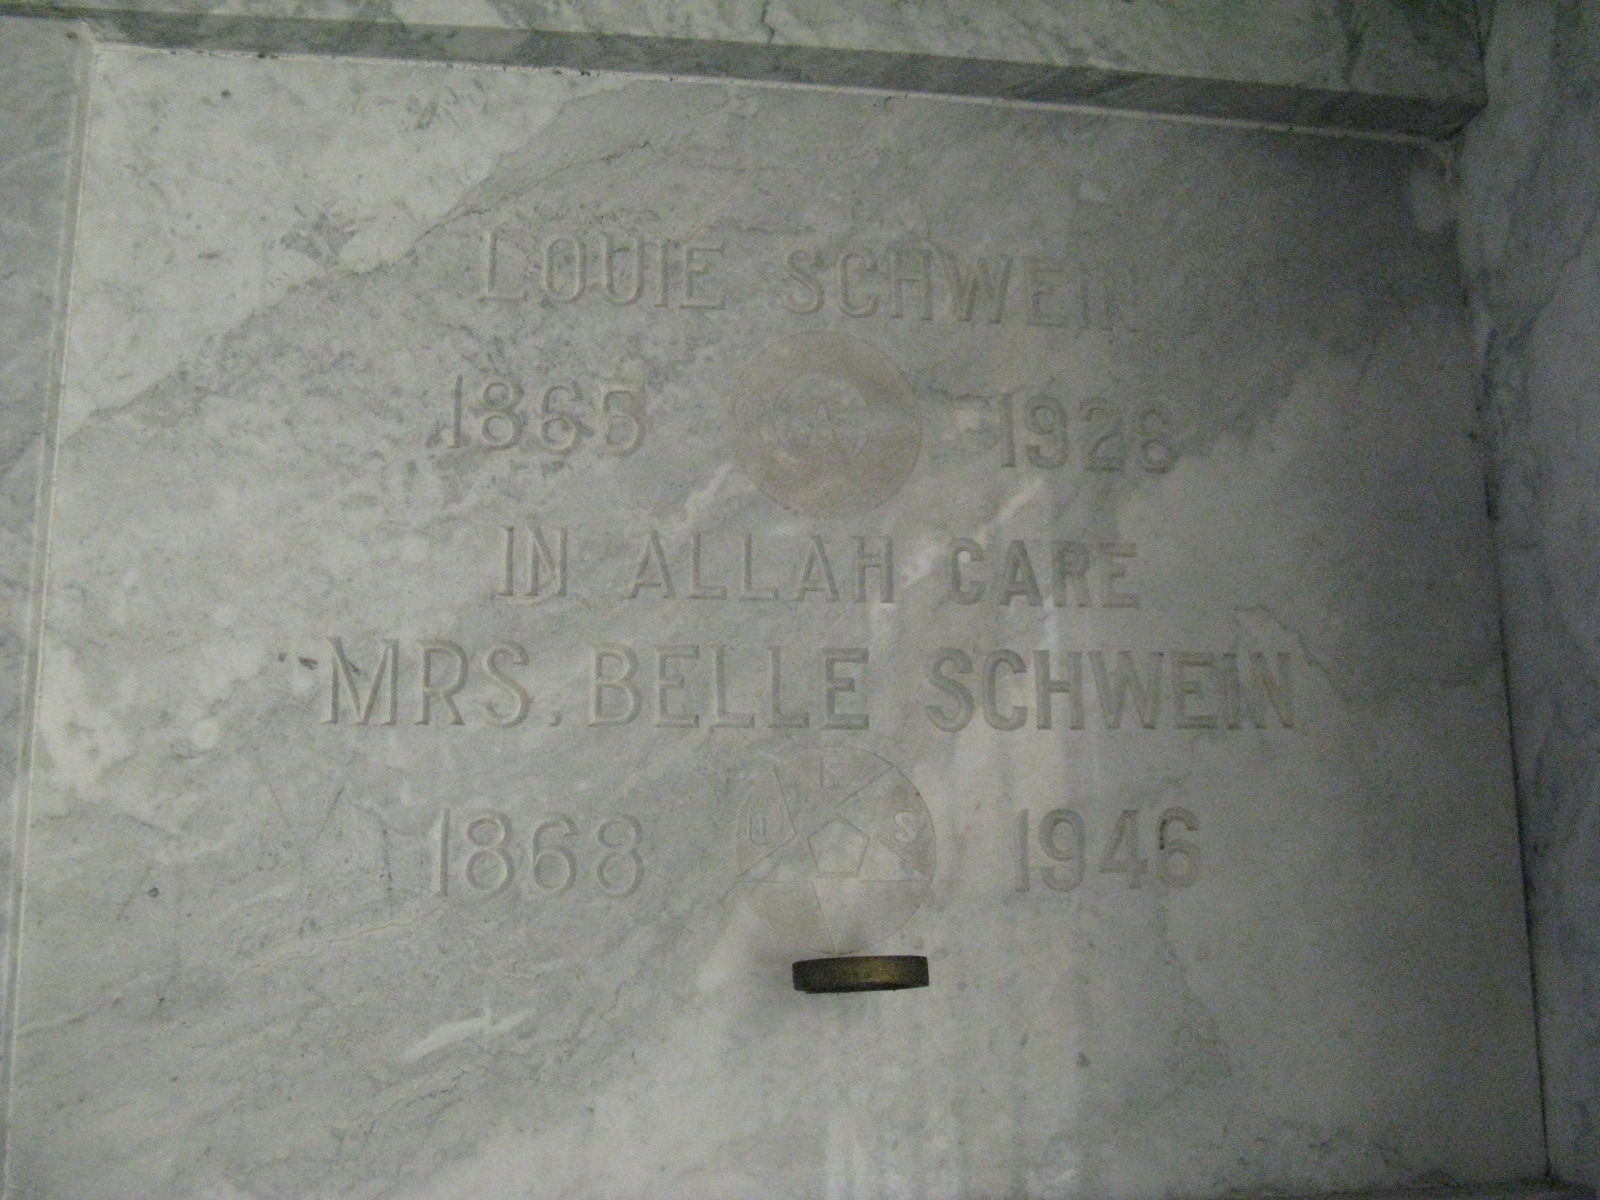 LOUIE SCHWEIN
1865 1926
IN ALLAH CARE
MRS. BELLE SCHWEIN
E
U S
1868 1946